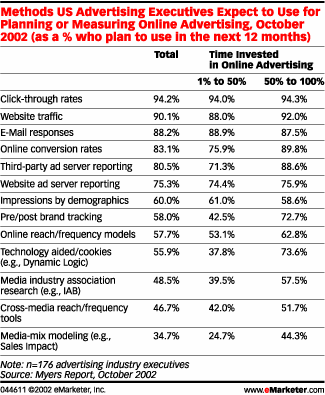 Methods US Advertising Executives Expect to Use for
Planning or Measuring Online Advertising, October
2002 (as a % who plan to use in the next 12 months)
Total Time Invested
in Online Advertising
1% to 50% 50% to 100%
Click-through rates 94.2% 94.0% 94.3%
Website traffic 90.1% 88.0% 92.0%
E-Mail responses 88.2% 88.9% 87.5%
Online conversion rates 83.1% 75.9% 89.8%
Third-party ad server reporting 80.5% 71.3% 88.6%
Website ad server reporting 75.3% 74.4% 75.9%
Impressions by demographics 60.0% 61.0% 58.6%
Pre/post brand tracking 58.0% 42.5% 72.7%
Online reach/frequency models 57.7% 53.1% 62.8%
Technology aided/cookies 55.9% 37.8% 73.6%
(e.g., Dynamic Logic)
Media industry association 48.5% 39.5% 57.5%
research (e.g., IAB)
Cross-media reach/frequency 46.7% 42.0% 51.7%
tools
Media-mix modeling (e.g., 34.7% 24.7% 44.3%
Sales Impact)
Note: n=176 advertising industry executives
Source: Myers Report, October 2002
044611 ©2002 eMarketer, Inc. www.eMarketer.com